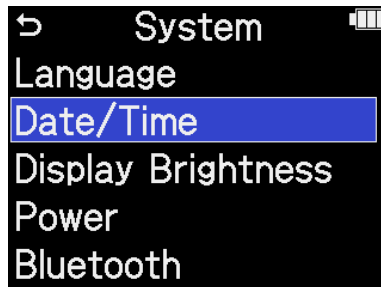 System
Language
Date/Time
Display Brightness
Power
Bluetooth